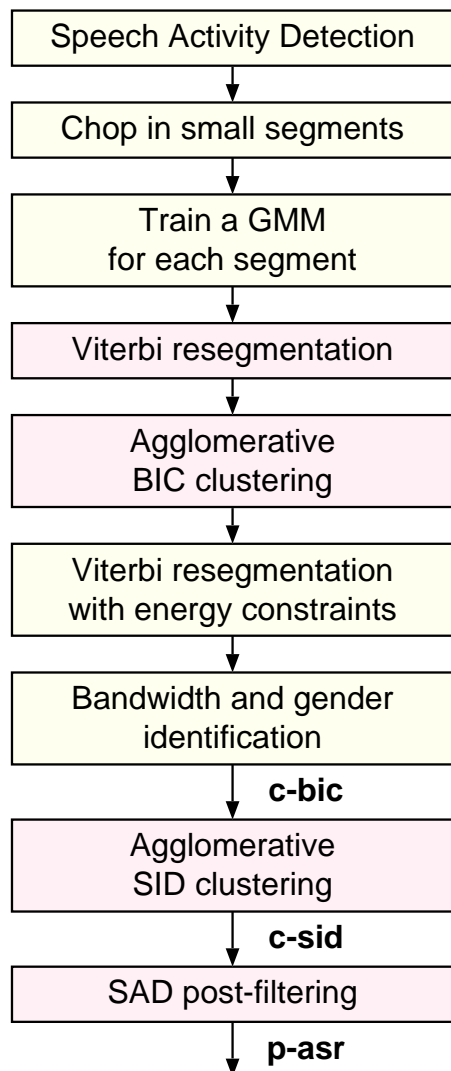 Speech Activity Detection
Chop in small segments
Train a GMM
for each segment
Viterbi resegmentation
Agglomerative
BIC clustering
Viterbi resegmentation
with energy constraints
Bandwidth and gender
identification
c-bic
Agglomerative
SID clustering
c-sid
SAD post-filtering
p-asr